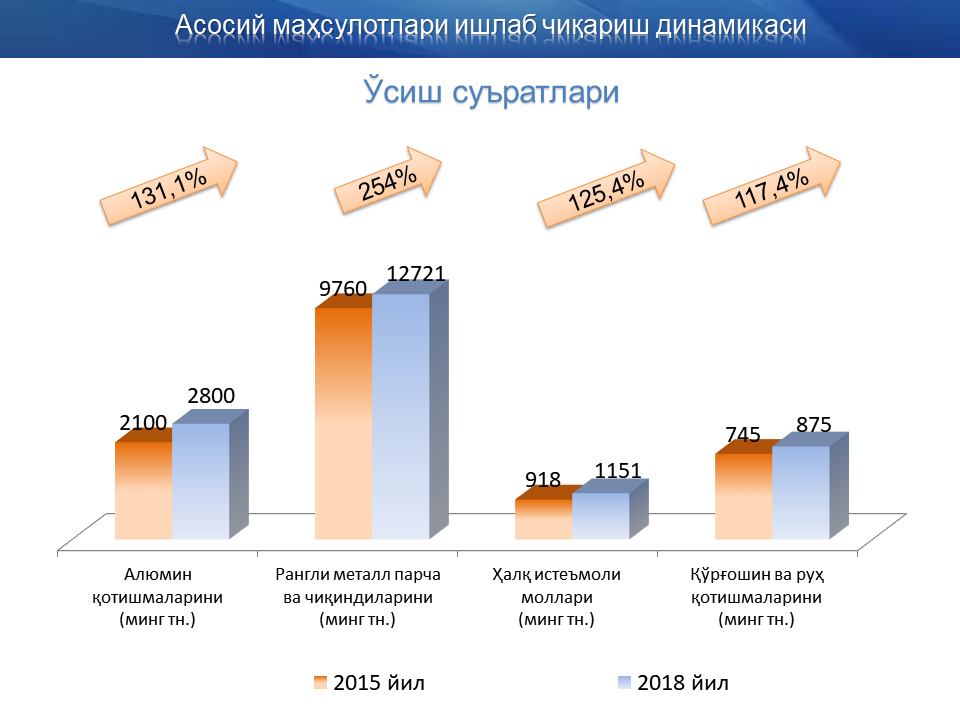 Асосий маҳсулотлари ишлаб чиқариш динамикаси
Ўсиш суъратлари
131,1%
254%
125,4%
117,4%
9760
12721
2100
2800
918
1151
745
875
Алюмин
қотишмаларини
(минг тн.)
Рангли металл парча
ва чиқиндиларини
(минг тн.)
Ҳалқ истеъмоли
моллари
(минг тн.)
Қўрғошин ва руҳ
қотишмаларини
(минг тн.)
2015 йил
2018 йил